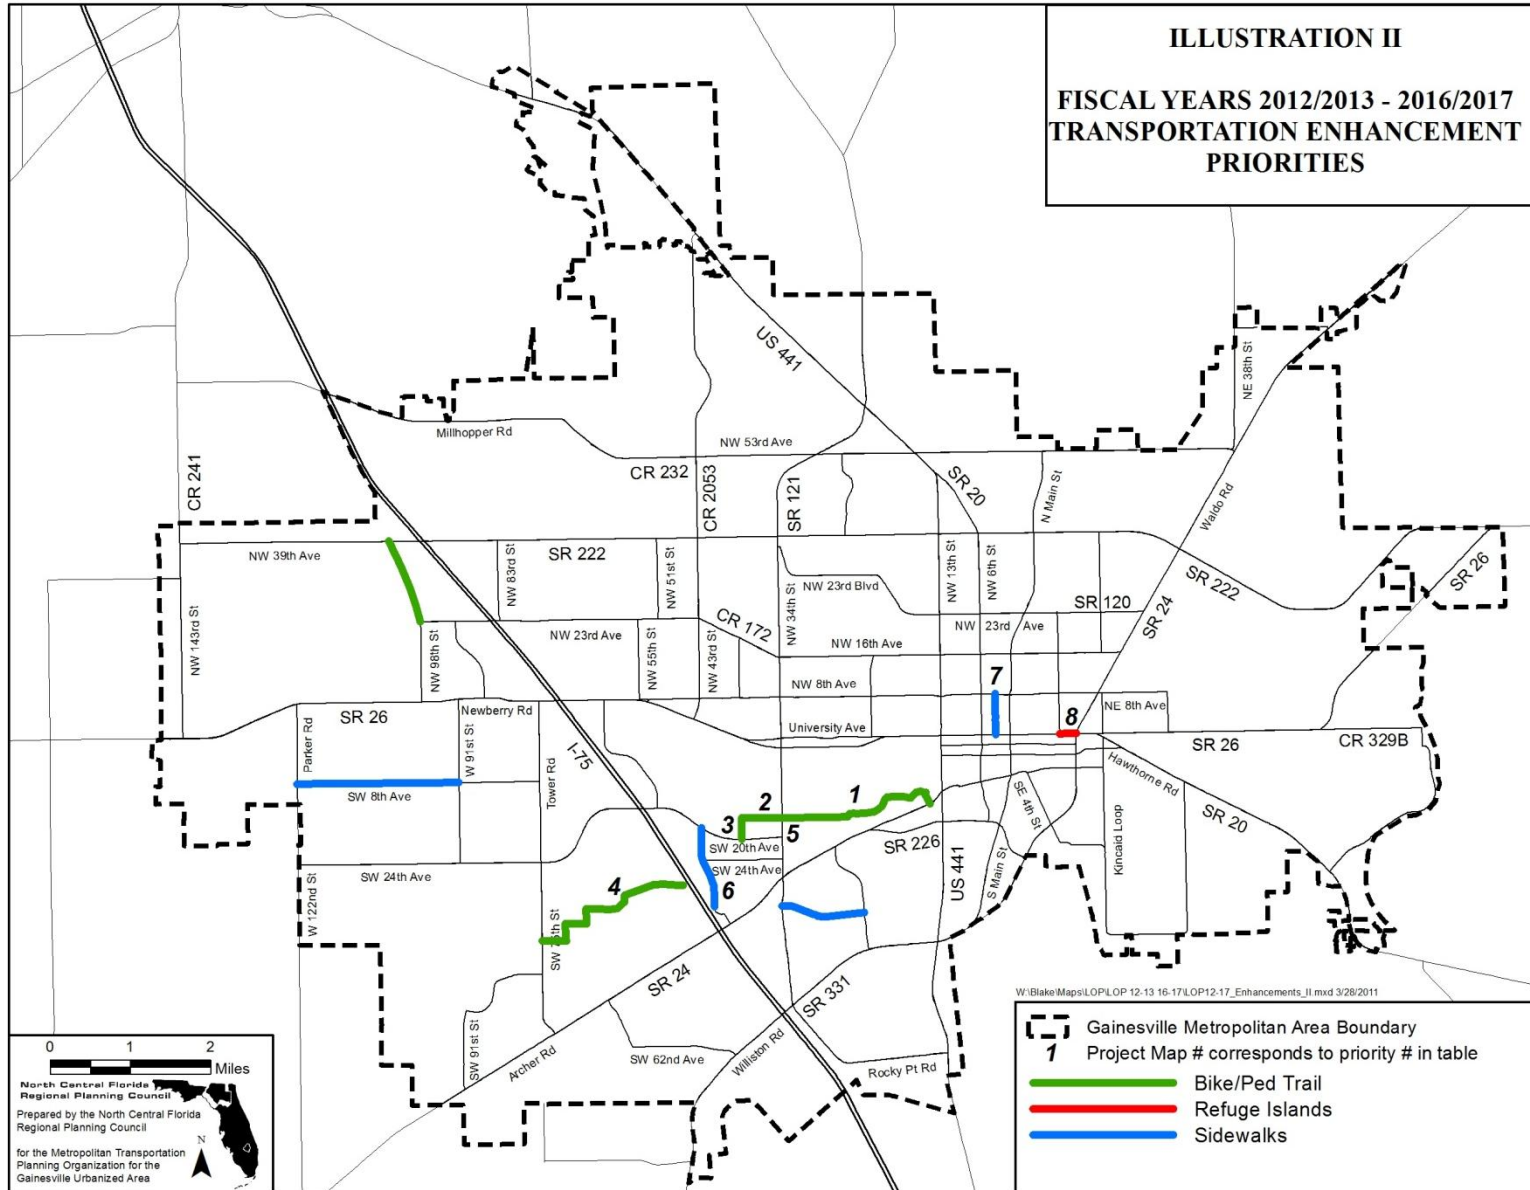 ILLUSTRATION II
FISCAL YEARS 2012/2013 - 2016/2017
TRANSPORTATION ENHANCEMENT
PRIORITIES
US 441
NE 38th St
Millhopper Rd
NW 53rd Ave
CR 241
CR 232
CR 2053
SR 121
SR 20
N Main St
Waldo Rd
NW 39th Ave
NW 83rd St
SR 222
NW 51st St
NW 23rd Blvd
NW 13th St
NW 6th St
SR 120
SR 222
SR 26
SR 24
NW 143rd St
NW 98th St
NW 23rd Ave
NW 55th St
NW 43rd St
CR 172
NW 34th St
NW 16th Ave
NW 23rd Ave
NW 8th Ave
7
NE 8th Ave
Parker Rd
SR 26
Newberry Rd
University Ave
8
SR 26
CR 329B
W 91st St
I-75
Tower Rd
Hawthorne Rd
SW 8th Ave
2
1
3
5
SE 4th St
SR 20
SW 20th Ave
SR 226
Kincaid Loop
W 122nd St
SW 24th Ave
SW 24th Ave
4
6
US 441
S Main St
SW 75th St
SR 24
SR 331
SW 91st St
Archer Rd
SW 62nd Ave
Williston Rd
Rocky Pt Rd
W:\Blake\Maps\LOP\LOP 12-13 16-17\LOP12-17_Enhancements_II.mxd 3/28/2011
Gainesville Metropolitan Area Boundary
1 Project Map # corresponds to priority # in table
Bike/Ped Trail
Refuge Islands
Sidewalks
0 1 2
Miles
North Central Florida
Regional Planning Council
Prepared by the North Central Florida
Regional Planning Council
N
for the Metropolitan Transportation
Planning Organization for the
Gainesville Urbanized Area